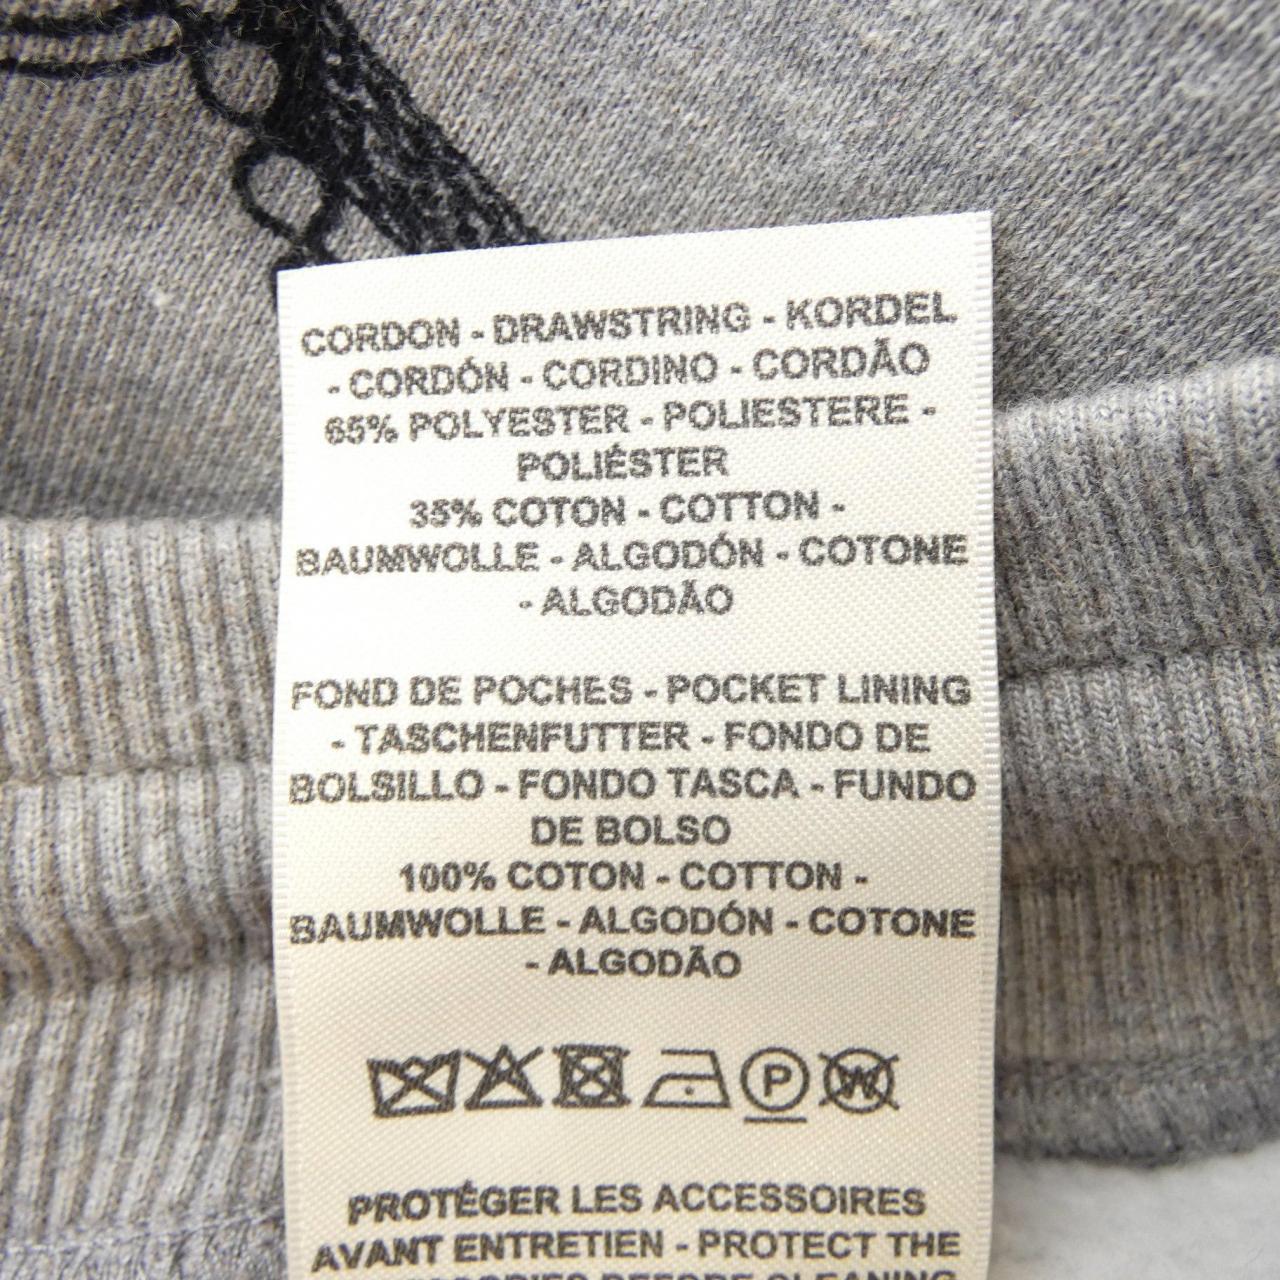 CORDON - DRAWSTRING - KORDEL
- CORDÓN - CORDINO - CORDÃO
65% POLYESTER - POLIESTERE -
POLIÉSTER
35% COTON - COTTON -
BAUMWOLLE - ALGODÓN - COTONE
- ALGODÃO
FOND DE POCHES - POCKET LINING
- TASCHENFUTTER - FONDO DE
BOLSILLO - FONDO TASCA - FUNDO
DE BOLSO
100% COTON - COTTON -
BAUMWOLLE - ALGODÓN - COTONE
- ALGODÃO
P W
PROTÉGER LES ACCESSOIRES
AVANT ENTRETIEN - PROTECT THE